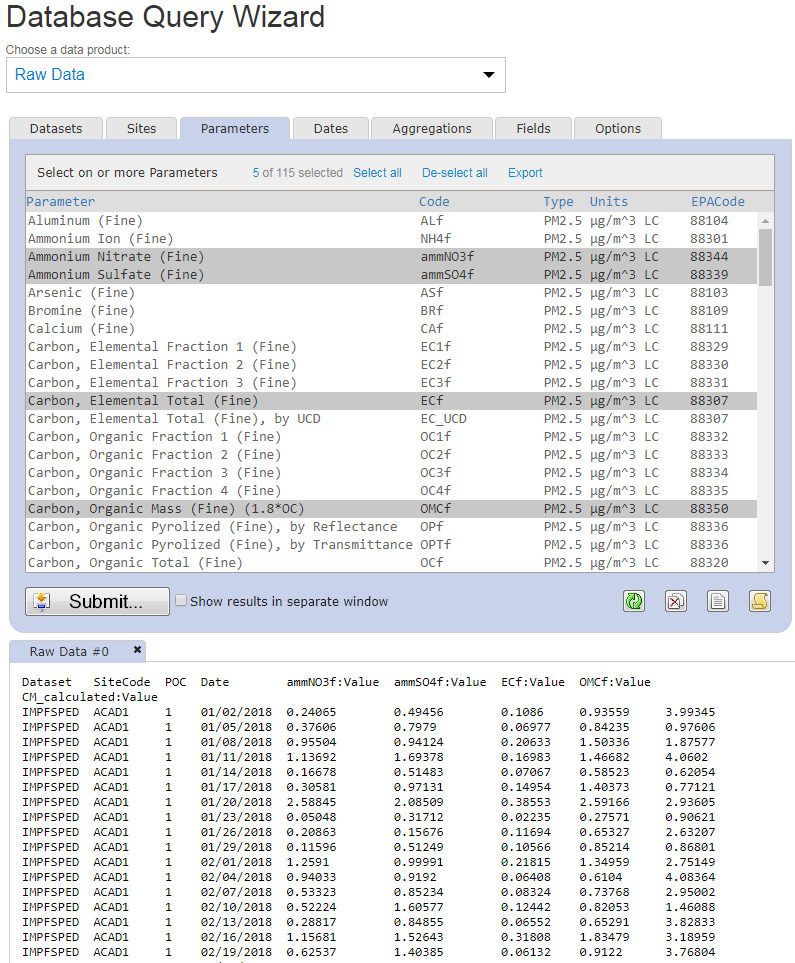 Database Query Wizard
Choose a data product:
Raw Data
Datasets Sites Parameters Dates Aggregations Fields Options
Select on or more Parameters 5 of 115 selected Select all De-select all Export
Parameter Code Type Units EPACode
Aluminum (Fine) ALf PM2.5 µg/m^3 LC 88104
Ammonium Ion (Fine) NH4f PM2.5 µg/m^3 LC 88301
Ammonium Nitrate (Fine) ammNO3f PM2.5 µg/m^3 LC 88344
Ammonium Sulfate (Fine) ammSO4f PM2.5 µg/m^3 LC 88339
Arsenic (Fine) ASf PM2.5 µg/m^3 LC 88103
Bromine (Fine) BRf PM2.5 µg/m^3 LC 88109
Calcium (Fine) CAf PM2.5 µg/m^3 LC 88111
Carbon, Elemental Fraction 1 (Fine) EC1f PM2.5 µg/m^3 LC 88329
Carbon, Elemental Fraction 2 (Fine) EC2f PM2.5 µg/m^3 LC 88330
Carbon, Elemental Fraction 3 (Fine) EC3f PM2.5 µg/m^3 LC 88331
Carbon, Elemental Total (Fine) ECf PM2.5 µg/m^3 LC 88307
Carbon, Elemental Total (Fine), by UCD EC_UCD PM2.5 µg/m^3 LC 88307
Carbon, Organic Fraction 1 (Fine) OC1f PM2.5 µg/m^3 LC 88332
Carbon, Organic Fraction 2 (Fine) OC2f PM2.5 µg/m^3 LC 88333
Carbon, Organic Fraction 3 (Fine) OC3f PM2.5 µg/m^3 LC 88334
Carbon, Organic Fraction 4 (Fine) OC4f PM2.5 µg/m^3 LC 88335
Carbon, Organic Mass (Fine) (1.8*OC) OMCf PM2.5 µg/m^3 LC 88350
Carbon, Organic Pyrolized (Fine), by Reflectance OPf PM2.5 µg/m^3 LC 88336
Carbon, Organic Pyrolized (Fine), by Transmittance OPTf PM2.5 µg/m^3 LC 88336
Carbon, Organic Total (Fine) OCf PM2.5 µg/m^3 LC 88320
Submit... Show results in separate window
Raw Data #0
Dataset SiteCode POC Date ammNO3f:Value ammSO4f:Value ECf:Value OMCf:Value
CM_calculated:Value
IMPFSPED ACAD1 1 01/02/2018 0.24065 0.49456 0.1086 0.93559 3.99345
IMPFSPED ACAD1 1 01/05/2018 0.37606 0.7979 0.06977 0.84235 0.97606
IMPFSPED ACAD1 1 01/08/2018 0.95504 0.94124 0.20633 1.50336 1.87577
IMPFSPED ACAD1 1 01/11/2018 1.13692 1.69378 0.16983 1.46682 4.0602
IMPFSPED ACAD1 1 01/14/2018 0.16678 0.51483 0.07067 0.58523 0.62054
IMPFSPED ACAD1 1 01/17/2018 0.30581 0.97131 0.14954 1.40373 0.77121
IMPFSPED ACAD1 1 01/20/2018 2.58845 2.08509 0.38553 2.59166 2.93605
IMPFSPED ACAD1 1 01/23/2018 0.05048 0.31712 0.02235 0.27571 0.90621
IMPFSPED ACAD1 1 01/26/2018 0.20863 0.15676 0.11694 0.65327 2.63207
IMPFSPED ACAD1 1 01/29/2018 0.11596 0.51249 0.10566 0.85214 0.86801
IMPFSPED ACAD1 1 02/01/2018 1.2591 0.99991 0.21815 1.34959 2.75149
IMPFSPED ACAD1 1 02/04/2018 0.94033 0.9192 0.06408 0.6104 4.08364
IMPFSPED ACAD1 1 02/07/2018 0.53323 0.85234 0.08324 0.73768 2.95002
IMPFSPED ACAD1 1 02/10/2018 0.52224 1.60577 0.12442 0.82053 1.46088
IMPFSPED ACAD1 1 02/13/2018 0.28817 0.84855 0.06552 0.65291 3.82833
IMPFSPED ACAD1 1 02/16/2018 1.15681 1.52643 0.31808 1.83479 3.18959
IMPFSPED ACAD1 1 02/19/2018 0.62537 1.40385 0.06132 0.9122 3.76804